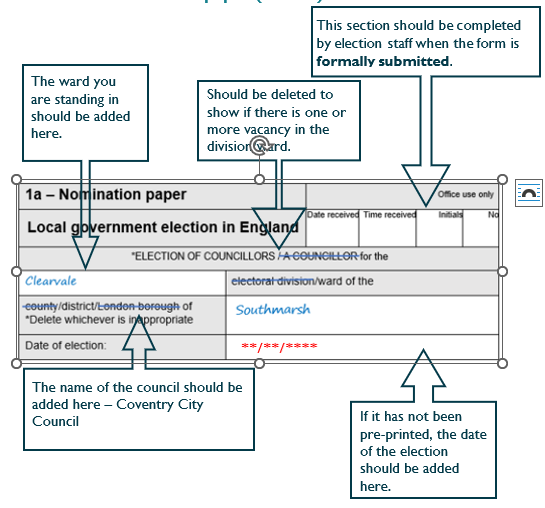 This section should be completed
by election staff when the form is
formally submitted.
The ward you
are standing in
should be added
here.
Should be deleted to
show if there is one or
more vacancy in the
division/ward.
1a – Nomination paper
Office use only
Local government election in England
Date received Time received Initials No
*ELECTION OF COUNCILLORS / A COUNCILLOR for the
Clearvale
electoral division/ward of the
county/district/London borough of
*Delete whichever is inappropriate
Southmarsh
Date of election:
**/**/****
The name of the council should be
added here – Coventry City
Council
If it has not been
pre-printed, the date
of the election
should be added
here.